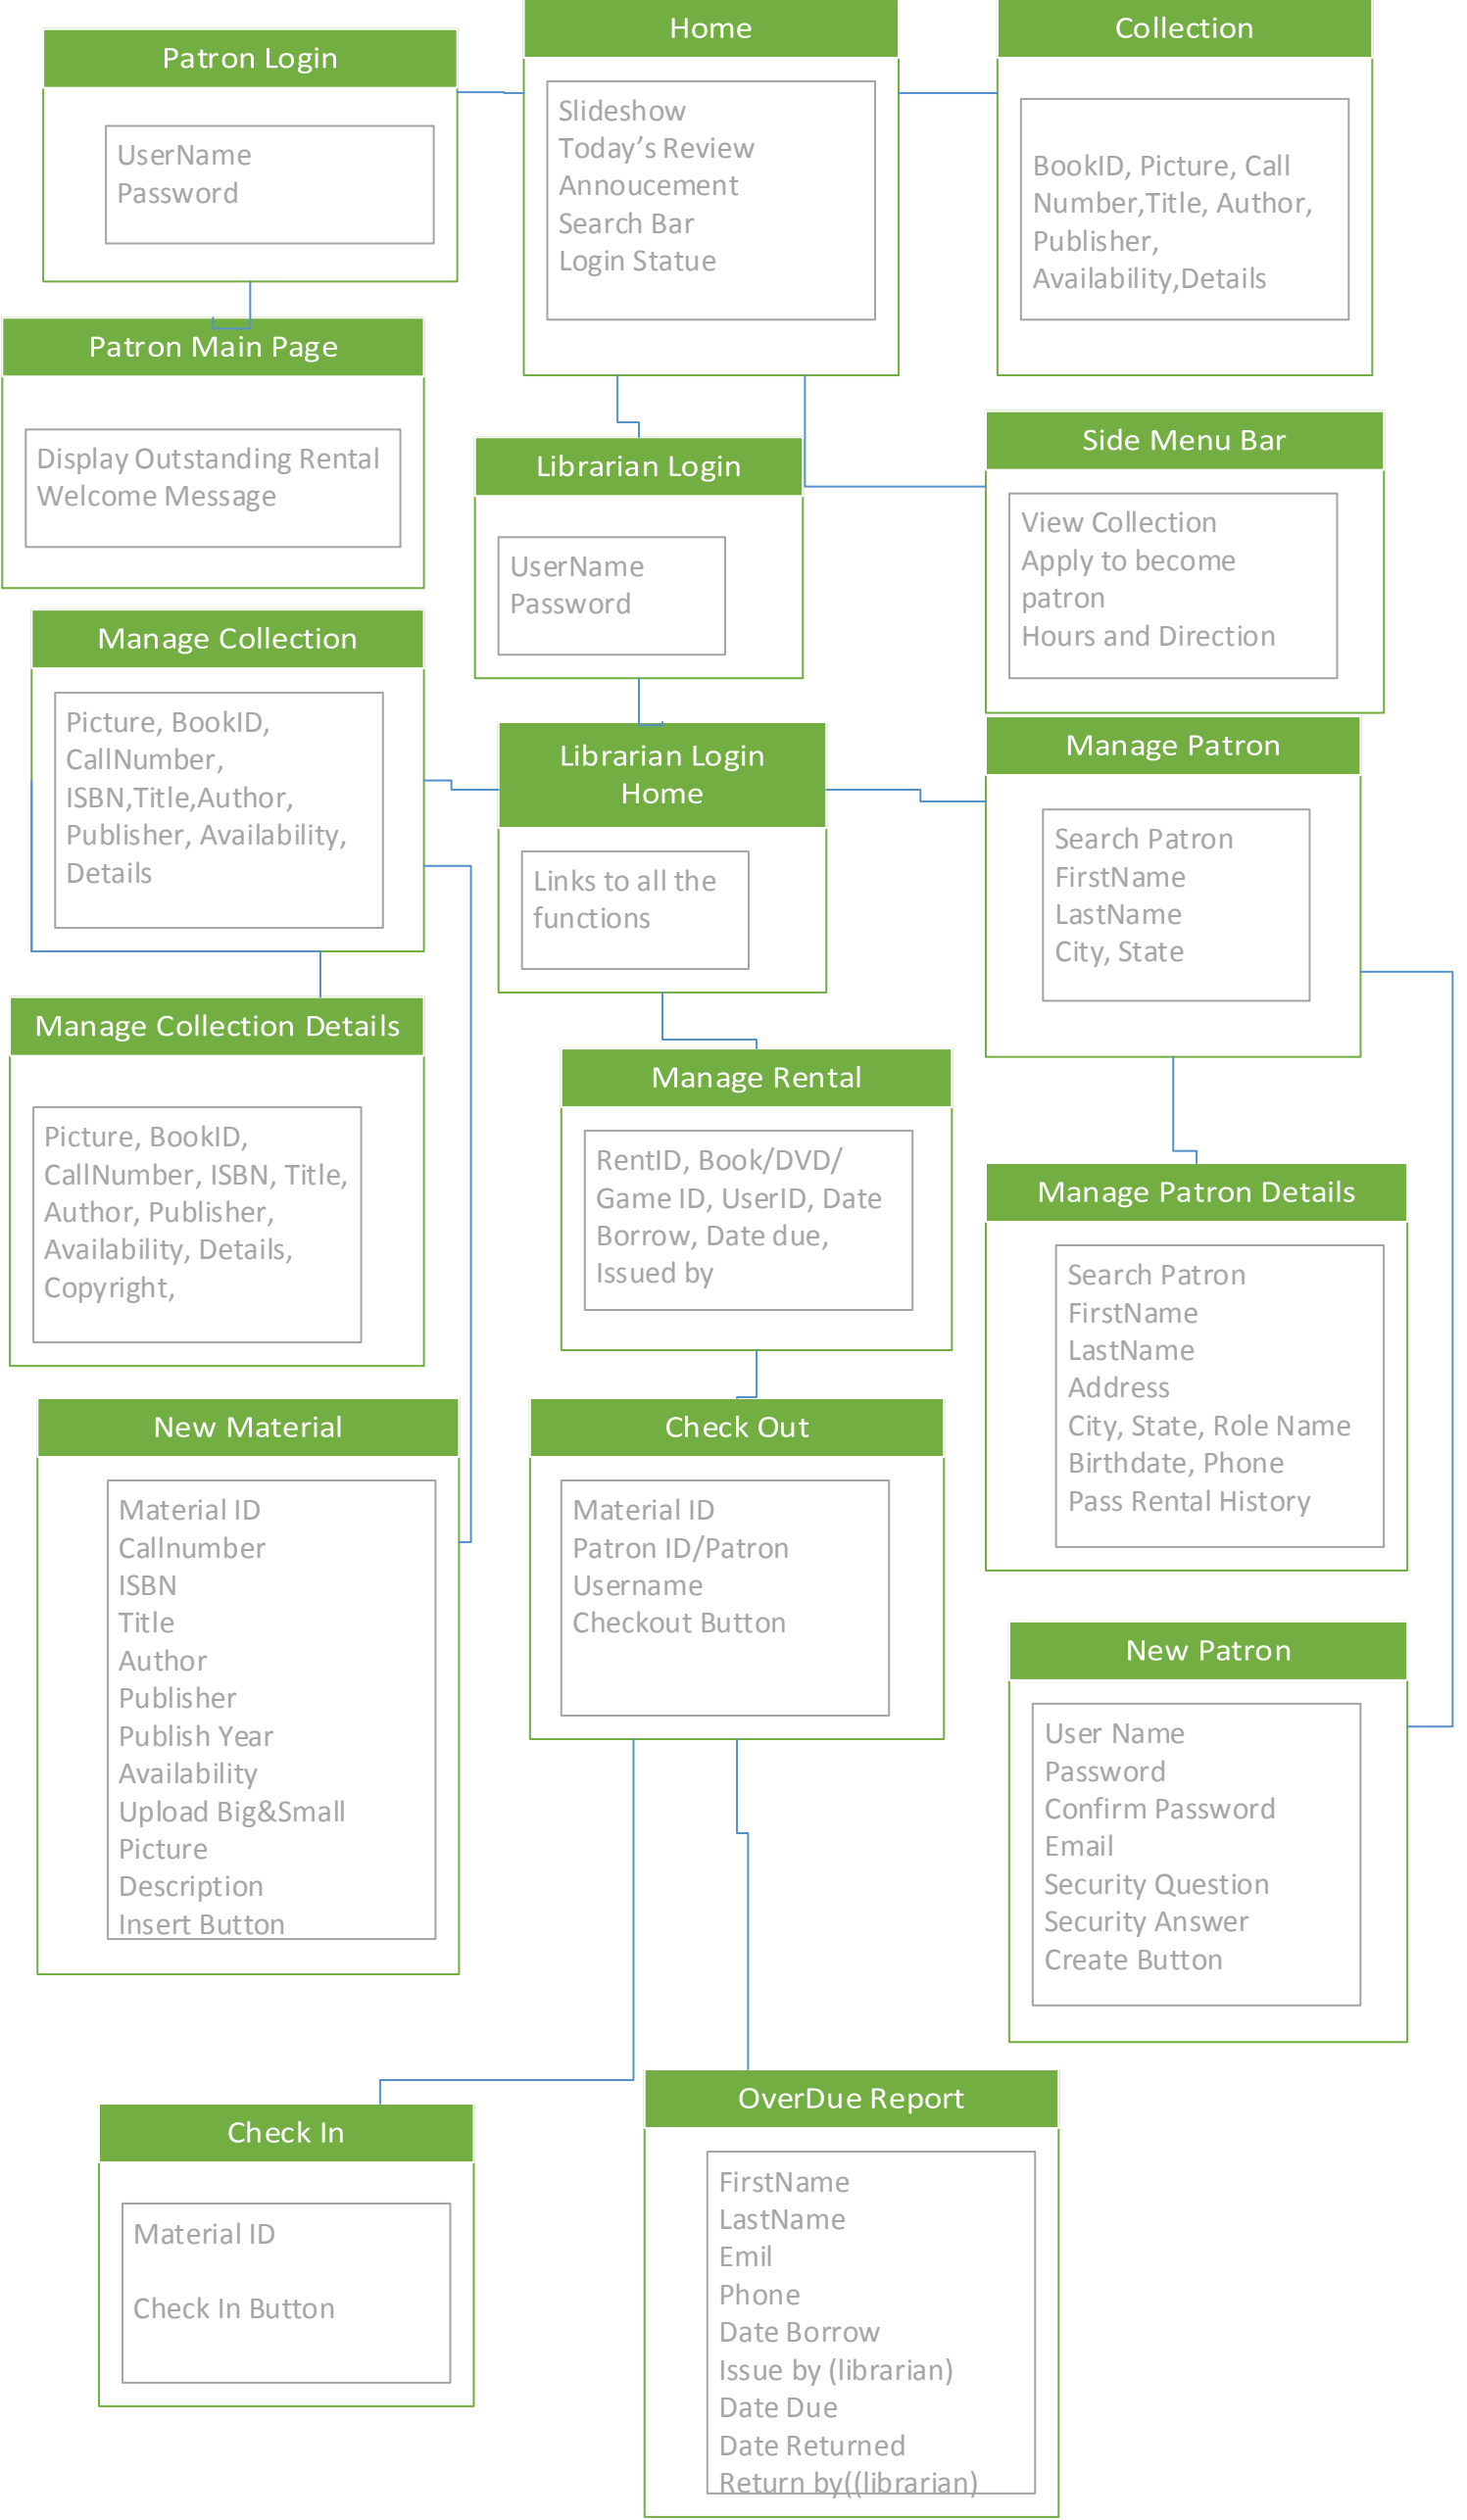 Patron Login
UserName
Password
Home
Slideshow
Today’s Review
Annoucement
Search Bar
Login Statue
Collection
BookID, Picture, Call
Number,Title, Author,
Publisher,
Availability,Details
Patron Main Page
Display Outstanding Rental
Welcome Message
Librarian Login
UserName
Password
Side Menu Bar
View Collection
Apply to become
patron
Hours and Direction
Manage Collection
Picture, BookID,
CallNumber,
ISBN,Title,Author,
Publisher, Availability,
Details
Librarian Login
Home
Links to all the
functions
Manage Patron
Search Patron
FirstName
LastName
City, State
Manage Collection Details
Picture, BookID,
CallNumber, ISBN, Title,
Author, Publisher,
Availability, Details,
Copyright,
Manage Rental
RentID, Book/DVD/
Game ID, UserID, Date
Borrow, Date due,
Issued by
Manage Patron Details
Search Patron
FirstName
LastName
Address
City, State, Role Name
Birthdate, Phone
Pass Rental History
New Material
Material ID
Callnumber
ISBN
Title
Author
Publisher
Publish Year
Availability
Upload Big&Small
Picture
Description
Insert Button
Check Out
Material ID
Patron ID/Patron
Username
Checkout Button
New Patron
User Name
Password
Confirm Password
Email
Security Question
Security Answer
Create Button
Check In
Material ID
Check In Button
OverDue Report
FirstName
LastName
Emil
Phone
Date Borrow
Issue by (librarian)
Date Due
Date Returned
Return by((librarian)